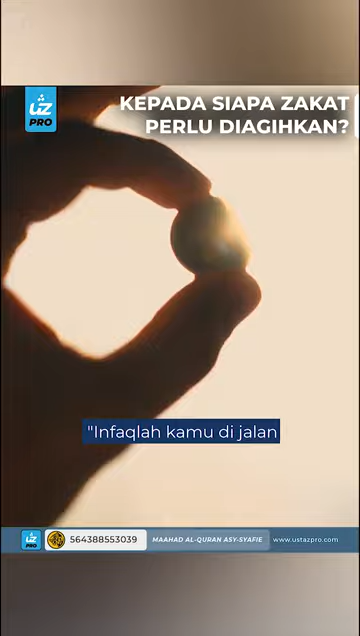 UZ
PRO
KEPADA SIAPA ZAKAT
PERLU DIAGIHKAN?
"Infaqlah kamu di jalan
UZ
PRO
564388553039
MAAHAD AL-QURAN ASY-SYAFIE
www.ustazpro.com